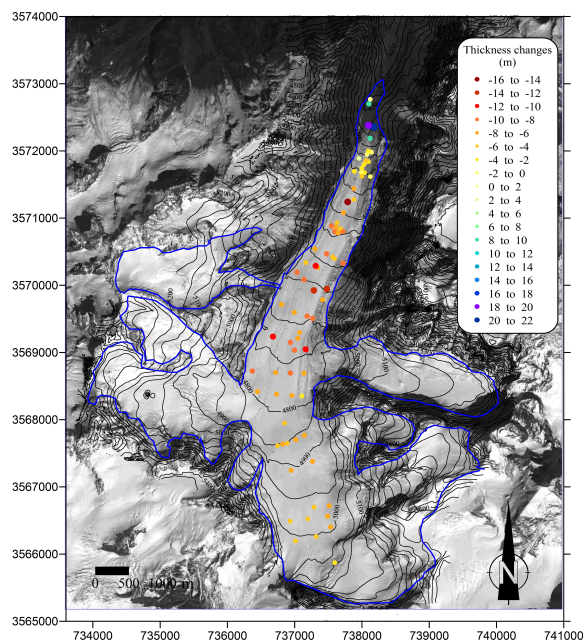 3574000
3573000
3572000
3571000
3570000
3569000
3568000
3567000
3566000
3565000
734000 735000 736000 737000 738000 739000 740000 741000
Thickness changes
(m)
-16 to -14
-14 to -12
-12 to -10
-10 to -8
-8 to -6
-6 to -4
-4 to -2
-2 to 0
0 to 2
2 to 4
4 to 6
6 to 8
8 to 10
10 to 12
12 to 14
14 to 16
16 to 18
18 to 20
20 to 22
4800
4900
0 500 1000 m
N